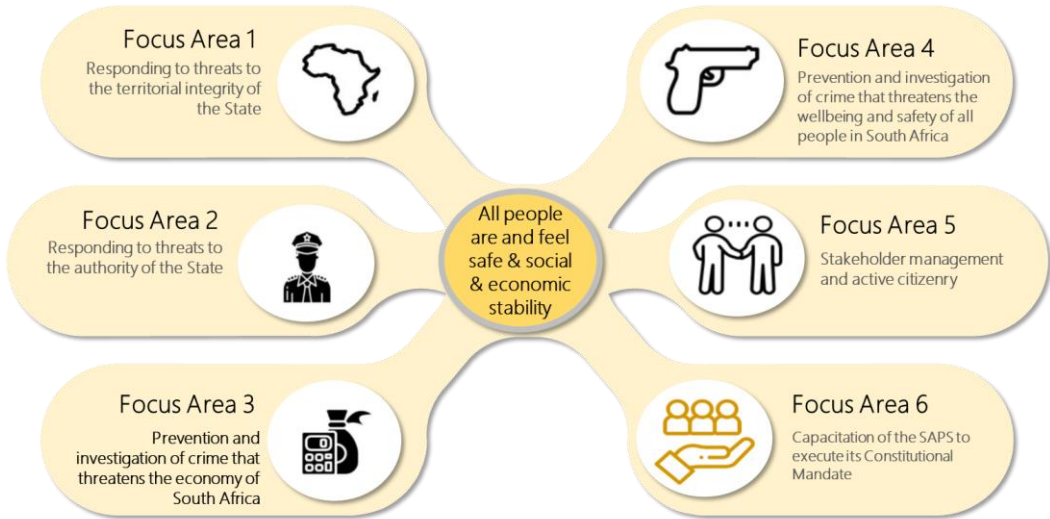 Focus Area 1
Responding to threats to
the territorial integrity of
the State
Focus Area 2
Responding to threats to
the authority of the State
Focus Area 3
Prevention and
investigation of crime that
threatens the economy of
South Africa
All people
are and feel
safe & social
& economic
stability
Focus Area 4
Prevention and investigation
of crime that threatens the
wellbeing and safety of all
people in South Africa
Focus Area 5
Stakeholder management
and active citizenry
Focus Area 6
Capacitation of the SAPS to
execute its Constitutional
Mandate